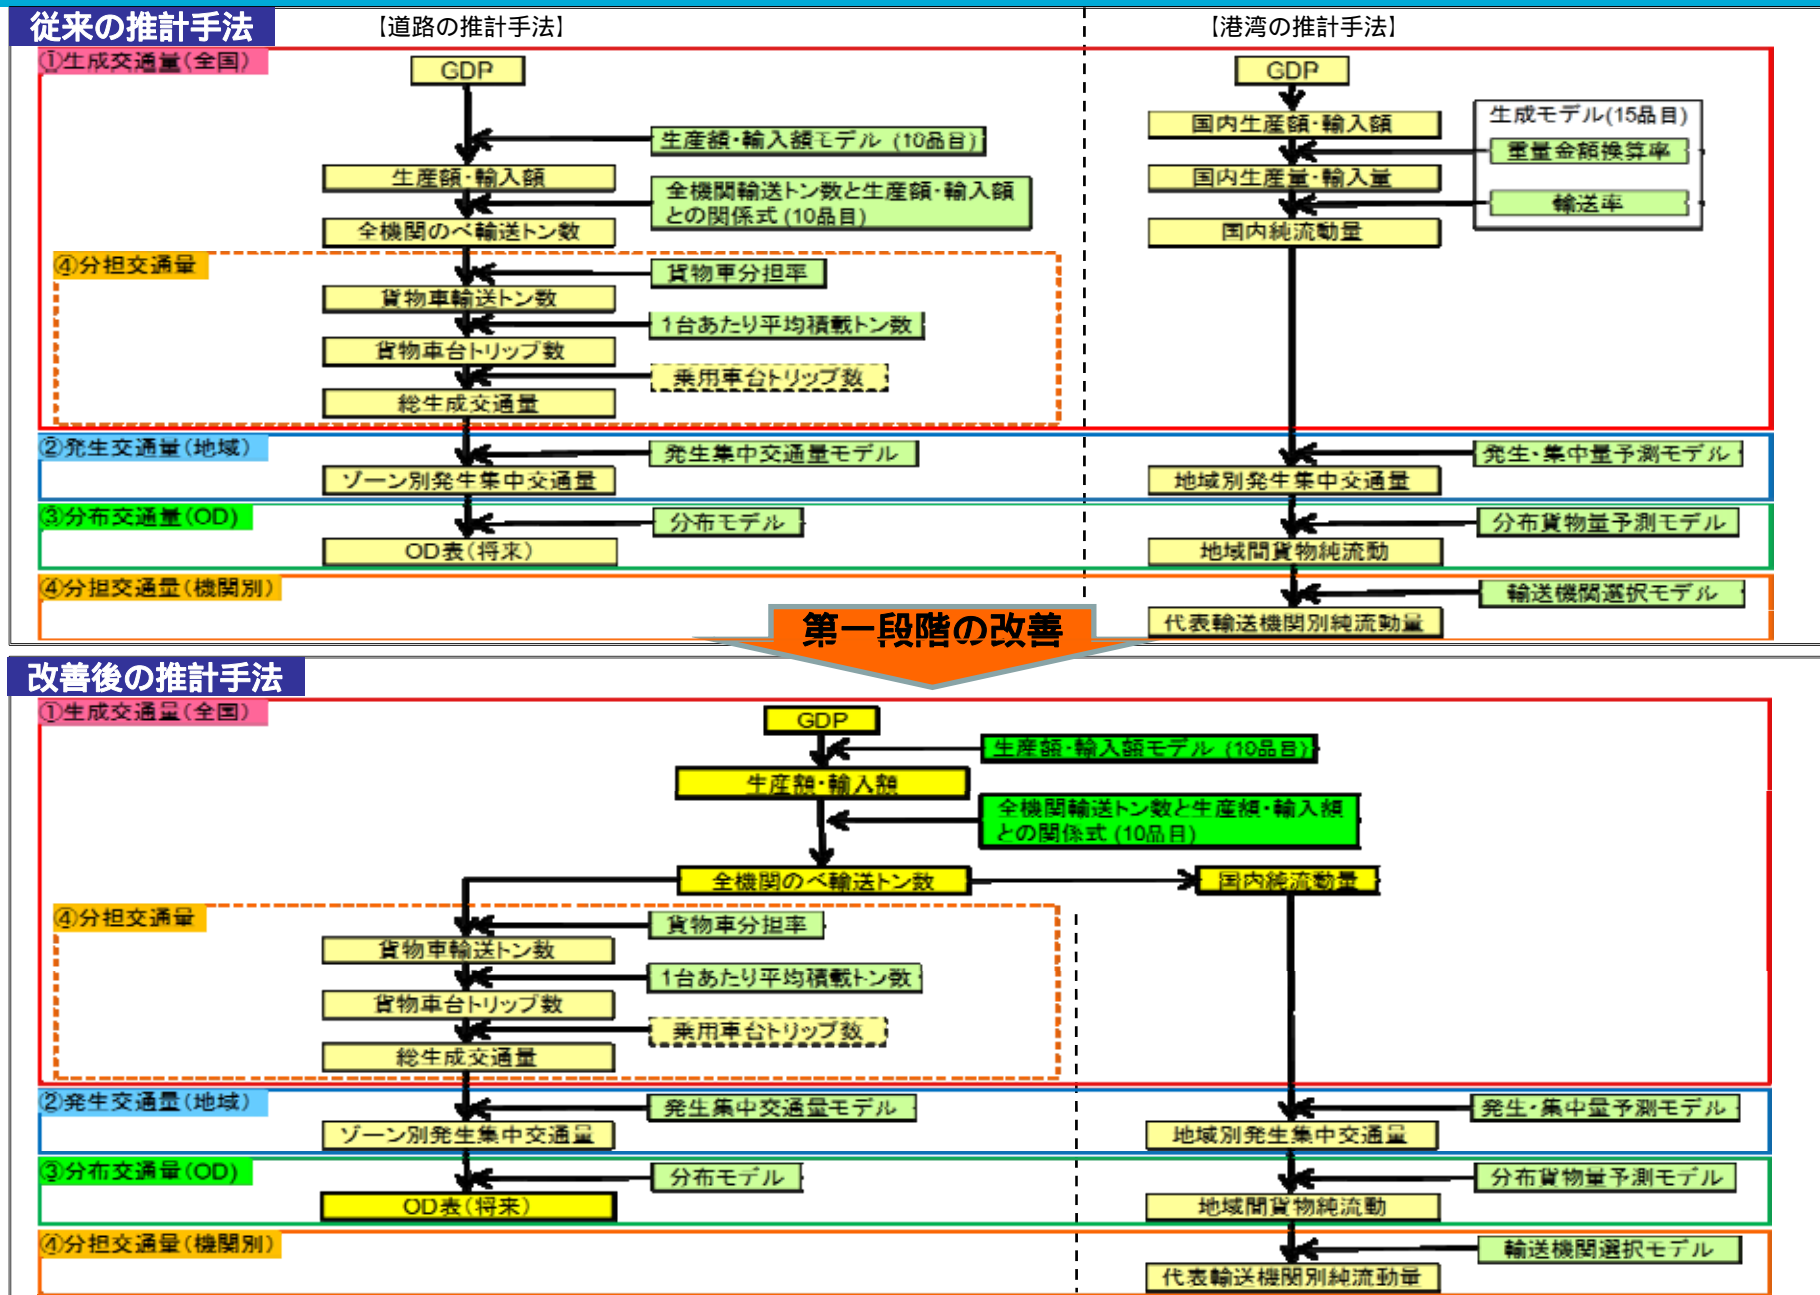 従来の推計手法
【道路の推計手法】
【港湾の推計手法】
①生成交通量(全国)
GDP
生産額・輸入額モデル (10品目)
生産額・輸入額
全機関輸送トン数と生産額・輸入額
との関係式 (10品目)
全機関のべ輸送トン数
④分担交通量
貨物車分担率
貨物車輸送トン数
1台あたり平均積載トン数
貨物車台トリップ数
乗用車台トリップ数
総生成交通量
GDP
国内生産額・輸入額
生成モデル(15品目)
重量金額換算率
国内生産量・輸入量
輸送率
国内純流動量
②発生交通量(地域)
発生集中交通量モデル
ゾーン別発生集中交通量
発生・集中量予測モデル
地域別発生集中交通量
③分布交通量(OD)
分布モデル
OD表(将来)
分布貨物量予測モデル
地域間貨物純流動
④分担交通量(機関別)
輸送機関選択モデル
代表輸送機関別純流動量
第一段階の改善
改善後の推計手法
①生成交通量(全国)
GDP
生産額・輸入額モデル (10品目)
生産額・輸入額
全機関輸送トン数と生産額・輸入額
との関係式 (10品目)
全機関のべ輸送トン数
国内純流動量
④分担交通量
貨物車分担率
貨物車輸送トン数
1台あたり平均積載トン数
貨物車台トリップ数
乗用車台トリップ数
総生成交通量
②発生交通量(地域)
発生集中交通量モデル
ゾーン別発生集中交通量
発生・集中量予測モデル
地域別発生集中交通量
③分布交通量(OD)
分布モデル
OD表(将来)
分布貨物量予測モデル
地域間貨物純流動
④分担交通量(機関別)
輸送機関選択モデル
代表輸送機関別純流動量